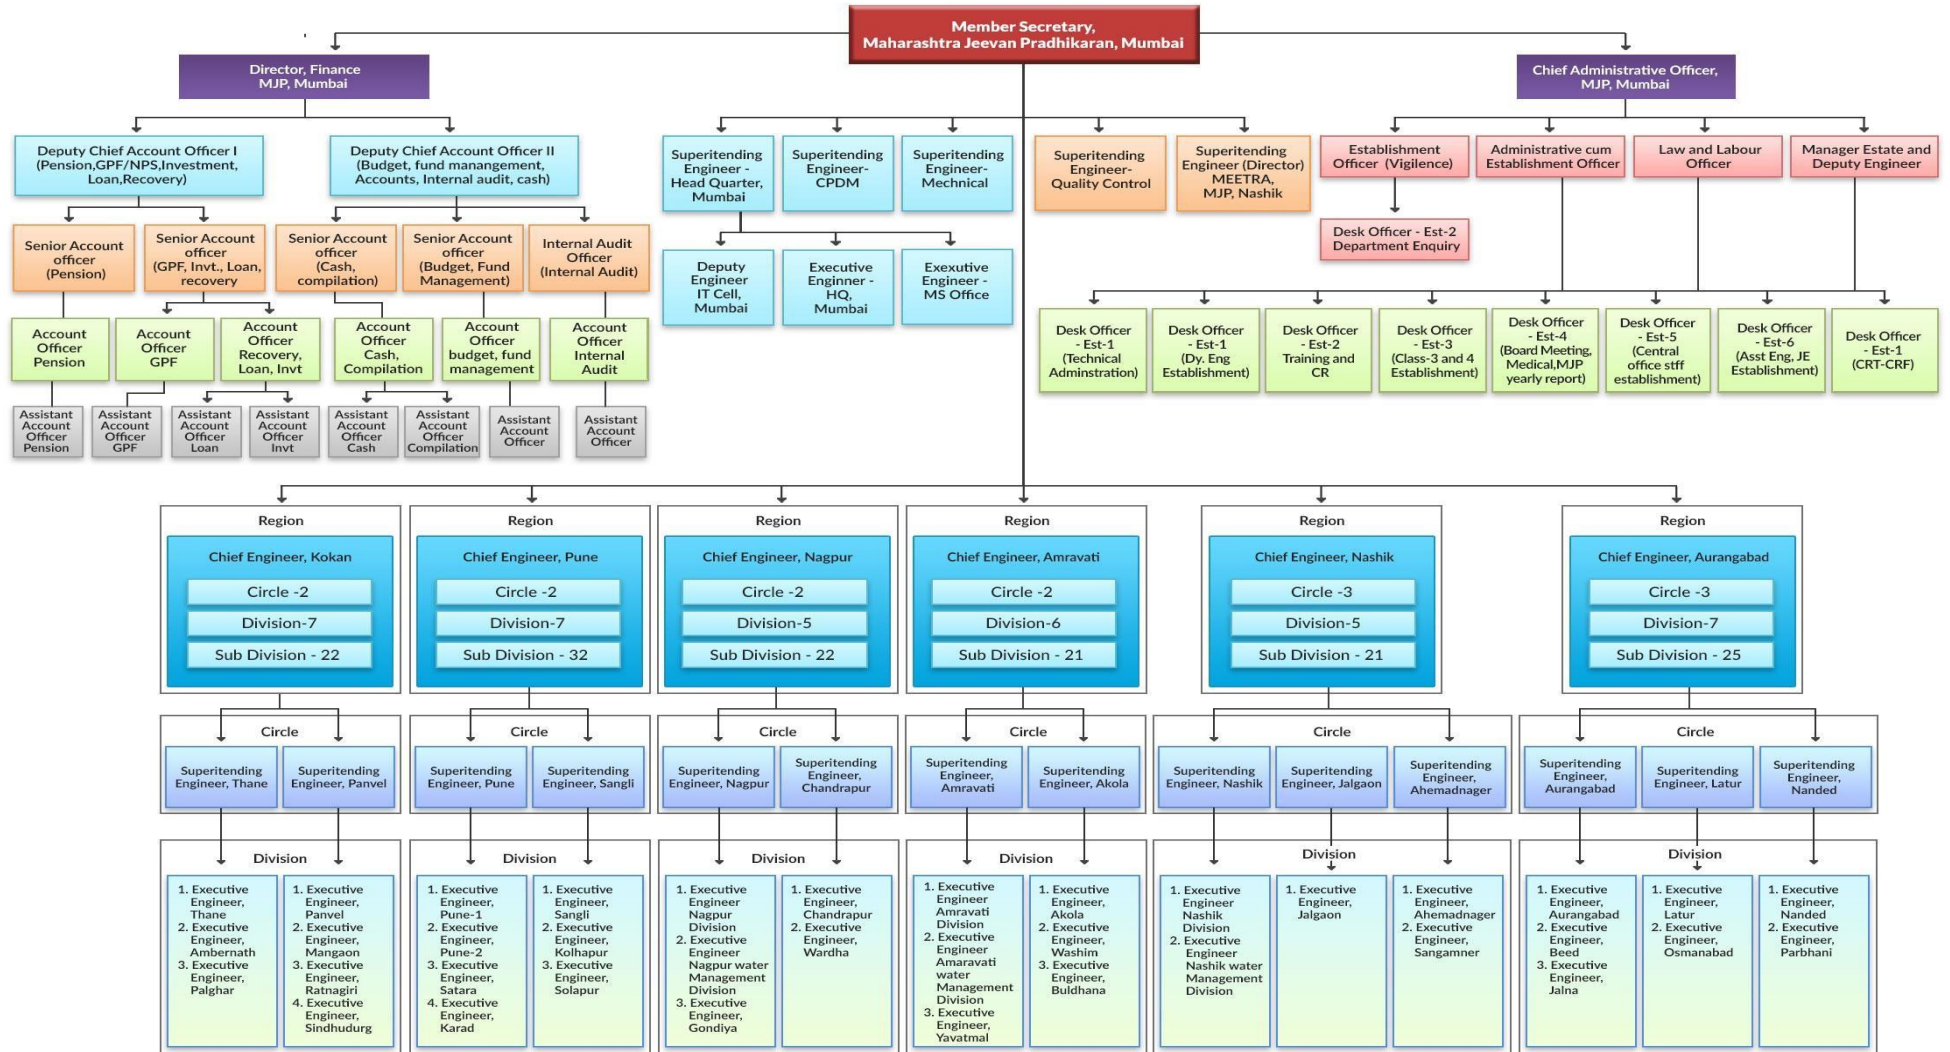 Member Secretary,
Maharashtra Jeevan Pradhikaran, Mumbai
Director, Finance
MJP, Mumbai
Chief Administrative Officer,
MJP, Mumbai
Deputy Chief Account Officer I
(Pension,GPF/NPS,Investment,
Loan,Recovery)
Deputy Chief Account Officer II
(Budget, fund manangement,
Accounts, Internal audit, cash)
Superitending
Engineer -
Head Quarter,
Mumbai
Superitending
Engineer-
CPDM
Superitending
Engineer-
Mechnical
Superitending
Engineer-
Quality Control
Superitending
Engineer (Director)
MEETRA,
MJP, Nashik
Establishment
Officer (Vigilence)
Administrative cum
Establishment Officer
Law and Labour
Officer
Manager Estate and
Deputy Engineer
Senior Account
officer
(Pension)
Senior Account
officer
(GPF, Invt., Loan,
recovery
Senior Account
officer
(Cash,
compilation)
Senior Account
officer
(Budget, Fund
Management)
Internal Audit
Officer
(Internal Audit)
Desk Officer - Est-2
Department Enquiry
Deputy
Engineer
IT Cell,
Mumbai
Executive
Enginner -
HQ,
Mumbai
Exexutive
Engineer -
MS Office
Account
Officer
Pension
Account
Officer
GPF
Account
Officer
Recovery,
Loan, Invt
Account
Officer
Cash,
Compilation
Account
Officer
budget, fund
management
Account
Officer
Internal
Audit
Desk Officer
- Est-1
(Technical
Adminstration)
Desk Officer
- Est-1
(Dy. Eng
Establishment)
Desk Officer
- Est-2
Training and
CR
Desk Officer
- Est-3
(Class-3 and 4
Establishment)
Desk Officer
- Est-4
(Board Meeting,
Medical,MJP
yearly report)
Desk Officer
- Est-5
(Central
office stff
establishment)
Desk Officer
- Est-6
(Asst Eng, JE
Establishment)
Desk Officer
- Est-1
(CRT-CRF)
Assistant
Account
Officer
Pension
Assistant
Account
Officer
GPF
Assistant
Account
Officer
Loan
Assistant
Account
Officer
Invt
Assistant
Account
Officer
Cash
Assistant
Account
Officer
Compilation
Assistant
Account
Officer
Assistant
Account
Officer
Region
Chief Engineer, Kokan
Circle -2
Division-7
Sub Division - 22
Region
Chief Engineer, Pune
Circle -2
Division-7
Sub Division - 32
Region
Chief Engineer, Nagpur
Circle -2
Division-5
Sub Division - 22
Region
Chief Engineer, Amravati
Circle -2
Division-6
Sub Division - 21
Region
Chief Engineer, Nashik
Circle -3
Division-5
Sub Division - 21
Region
Chief Engineer, Aurangabad
Circle -3
Division-7
Sub Division - 25
Circle
Superitending
Engineer, Thane
Superitending
Engineer, Panvel
Circle
Superitending
Engineer, Pune
Superitending
Engineer, Sangli
Circle
Superitending
Engineer, Nagpur
Superitending
Engineer,
Chandrapur
Circle
Superitending
Engineer,
Amravati
Superitending
Engineer, Akola
Circle
Superitending
Engineer, Nashik
Superitending
Engineer, Jalgaon
Superitending
Engineer,
Ahemadnager
Circle
Superitending
Engineer,
Aurangabad
Superitending
Engineer, Latur
Superitending
Engineer,
Nanded
Division
1. Executive
Engineer,
Thane
2. Executive
Engineer,
Ambernath
3. Executive
Engineer,
Palghar
1. Executive
Engineer,
Panvel
2. Executive
Engineer,
Mangaon
3. Executive
Engineer,
Ratnagiri
4. Executive
Engineer,
Sindhudurg
Division
1. Executive
Engineer,
Pune-1
2. Executive
Engineer,
Pune-2
3. Executive
Engineer,
Satara
4. Executive
Engineer,
Karad
1. Executive
Engineer,
Sangli
2. Executive
Engineer,
Kolhapur
3. Executive
Engineer,
Solapur
Division
1. Executive
Engineer
Nagpur
Division
2. Executive
Engineer
Nagpur water
Management
Division
3. Executive
Engineer,
Gondiya
1. Executive
Engineer,
Chandrapur
2. Executive
Engineer,
Wardha
Division
1. Executive
Engineer
Amravati
Division
2. Executive
Engineer
Amaravati
water
Management
Division
3. Executive
Engineer,
Yavatmal
1. Executive
Engineer,
Akola
2. Executive
Engineer,
Washim
3. Executive
Engineer,
Buldhana
Division
1. Executive
Engineer
Nashik
Division
2. Executive
Engineer
Nashik water
Management
Division
1. Executive
Engineer,
Jalgaon
1. Executive
Engineer,
Ahemadnager
2. Executive
Engineer,
Sangamner
Division
1. Executive
Engineer,
Aurangabad
2. Executive
Engineer,
Beed
3. Executive
Engineer,
Jalna
1. Executive
Engineer,
Latur
2. Executive
Engineer,
Osmanabad
1. Executive
Engineer,
Nanded
2. Executive
Engineer,
Parbhani